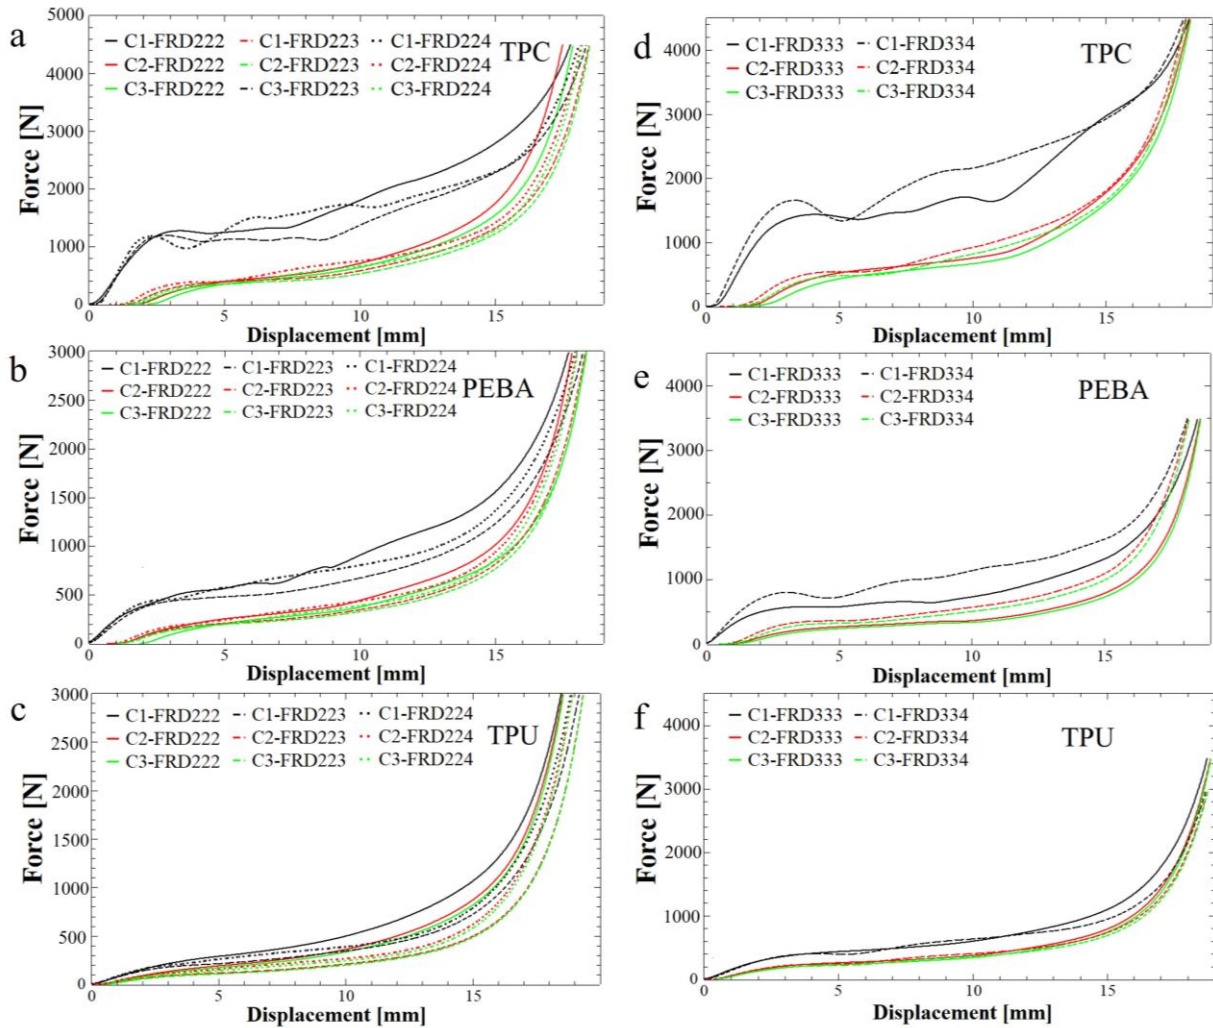 a
5000
4000
3000
2000
1000
0
Force [N]
C1-FRD222 C1-FRD223 C1-FRD224
C2-FRD222 C2-FRD223 C2-FRD224
C3-FRD222 C3-FRD223 C3-FRD224
TPC
0 5 10 15
Displacement [mm]
d
4000
3000
2000
1000
0
Force [N]
C1-FRD333 C1-FRD334
C2-FRD333 C2-FRD334
C3-FRD333 C3-FRD334
TPC
0 5 10 15
Displacement [mm]
b
3000
2500
2000
1500
1000
500
0
Force [N]
C1-FRD222 C1-FRD223 C1-FRD224
C2-FRD222 C2-FRD223 C2-FRD224
C3-FRD222 C3-FRD223 C3-FRD224
PEBA
0 5 10 15
Displacement [mm]
e
4000
3000
2000
1000
0
Force [N]
C1-FRD333 C1-FRD334
C2-FRD333 C2-FRD334
C3-FRD333 C3-FRD334
PEBA
0 5 10 15
Displacement [mm]
c
3000
2500
2000
1500
1000
500
0
Force [N]
C1-FRD222 C1-FRD223 C1-FRD224
C2-FRD222 C2-FRD223 C2-FRD224
C3-FRD222 C3-FRD223 C3-FRD224
TPU
0 5 10 15
Displacement [mm]
f
4000
3000
2000
1000
0
Force [N]
C1-FRD333 C1-FRD334
C2-FRD333 C2-FRD334
C3-FRD333 C3-FRD334
TPU
0 5 10 15
Displacement [mm]